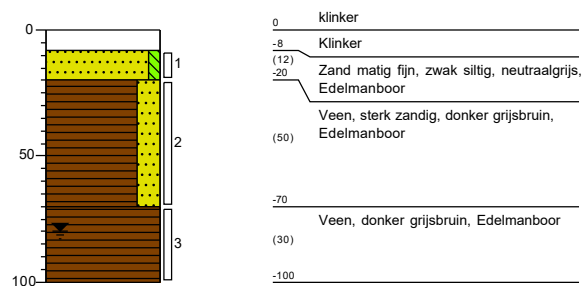 0
50
100
1
2
3
0
klinker
-8
Klinker
(12)
-20
Zand matig fijn, zwak siltig, neutraalgrijs,
Edelmanboor
Veen, sterk zandig, donker grijsbruin,
Edelmanboor
(50)
-70
Veen, donker grijsbruin, Edelmanboor
(30)
-100